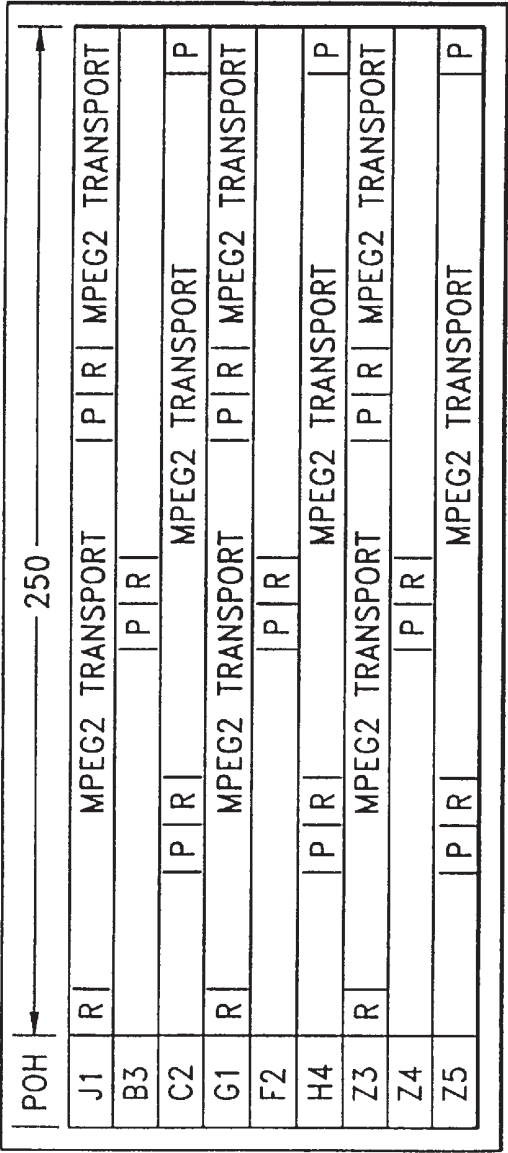 POH 250
J1 R MPEG2 TRANSPORT P R MPEG2 TRANSPORT
B3 P R
C2 P R MPEG2 TRANSPORT P
G1 R MPEG2 TRANSPORT P R MPEG2 TRANSPORT
F2 P R
H4 P R MPEG2 TRANSPORT P
Z3 R MPEG2 TRANSPORT P R MPEG2 TRANSPORT
Z4 P R
Z5 P R MPEG2 TRANSPORT P